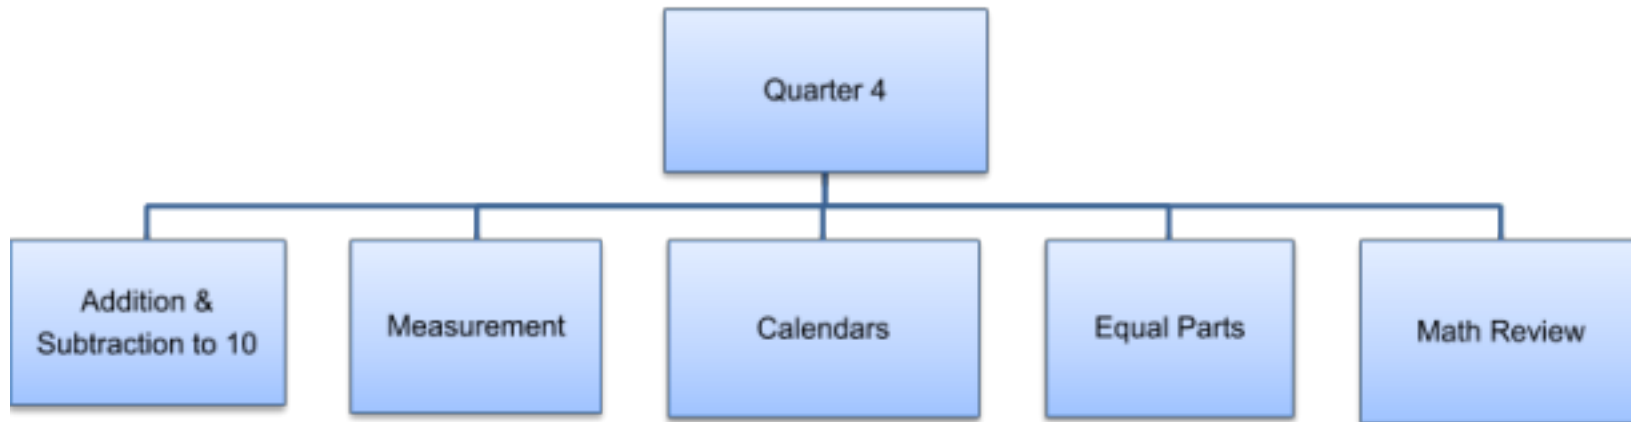 Quarter 4
Addition &
Subtraction to 10
Measurement
Calendars
Equal Parts
Math Review